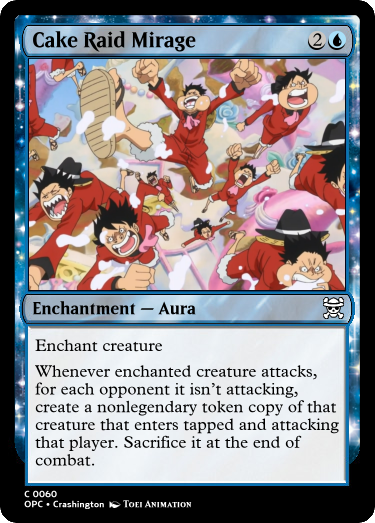 Cake Raid Mirage 2
Enchantment — Aura
Enchant creature
Whenever enchanted creature attacks,
for each opponent it isn't attacking,
create a nonlegendary token copy of that
creature that enters tapped and attacking
that player. Sacrifice it at the end of
combat.
C 0060
OPC • Crashington TOEI ANIMATION